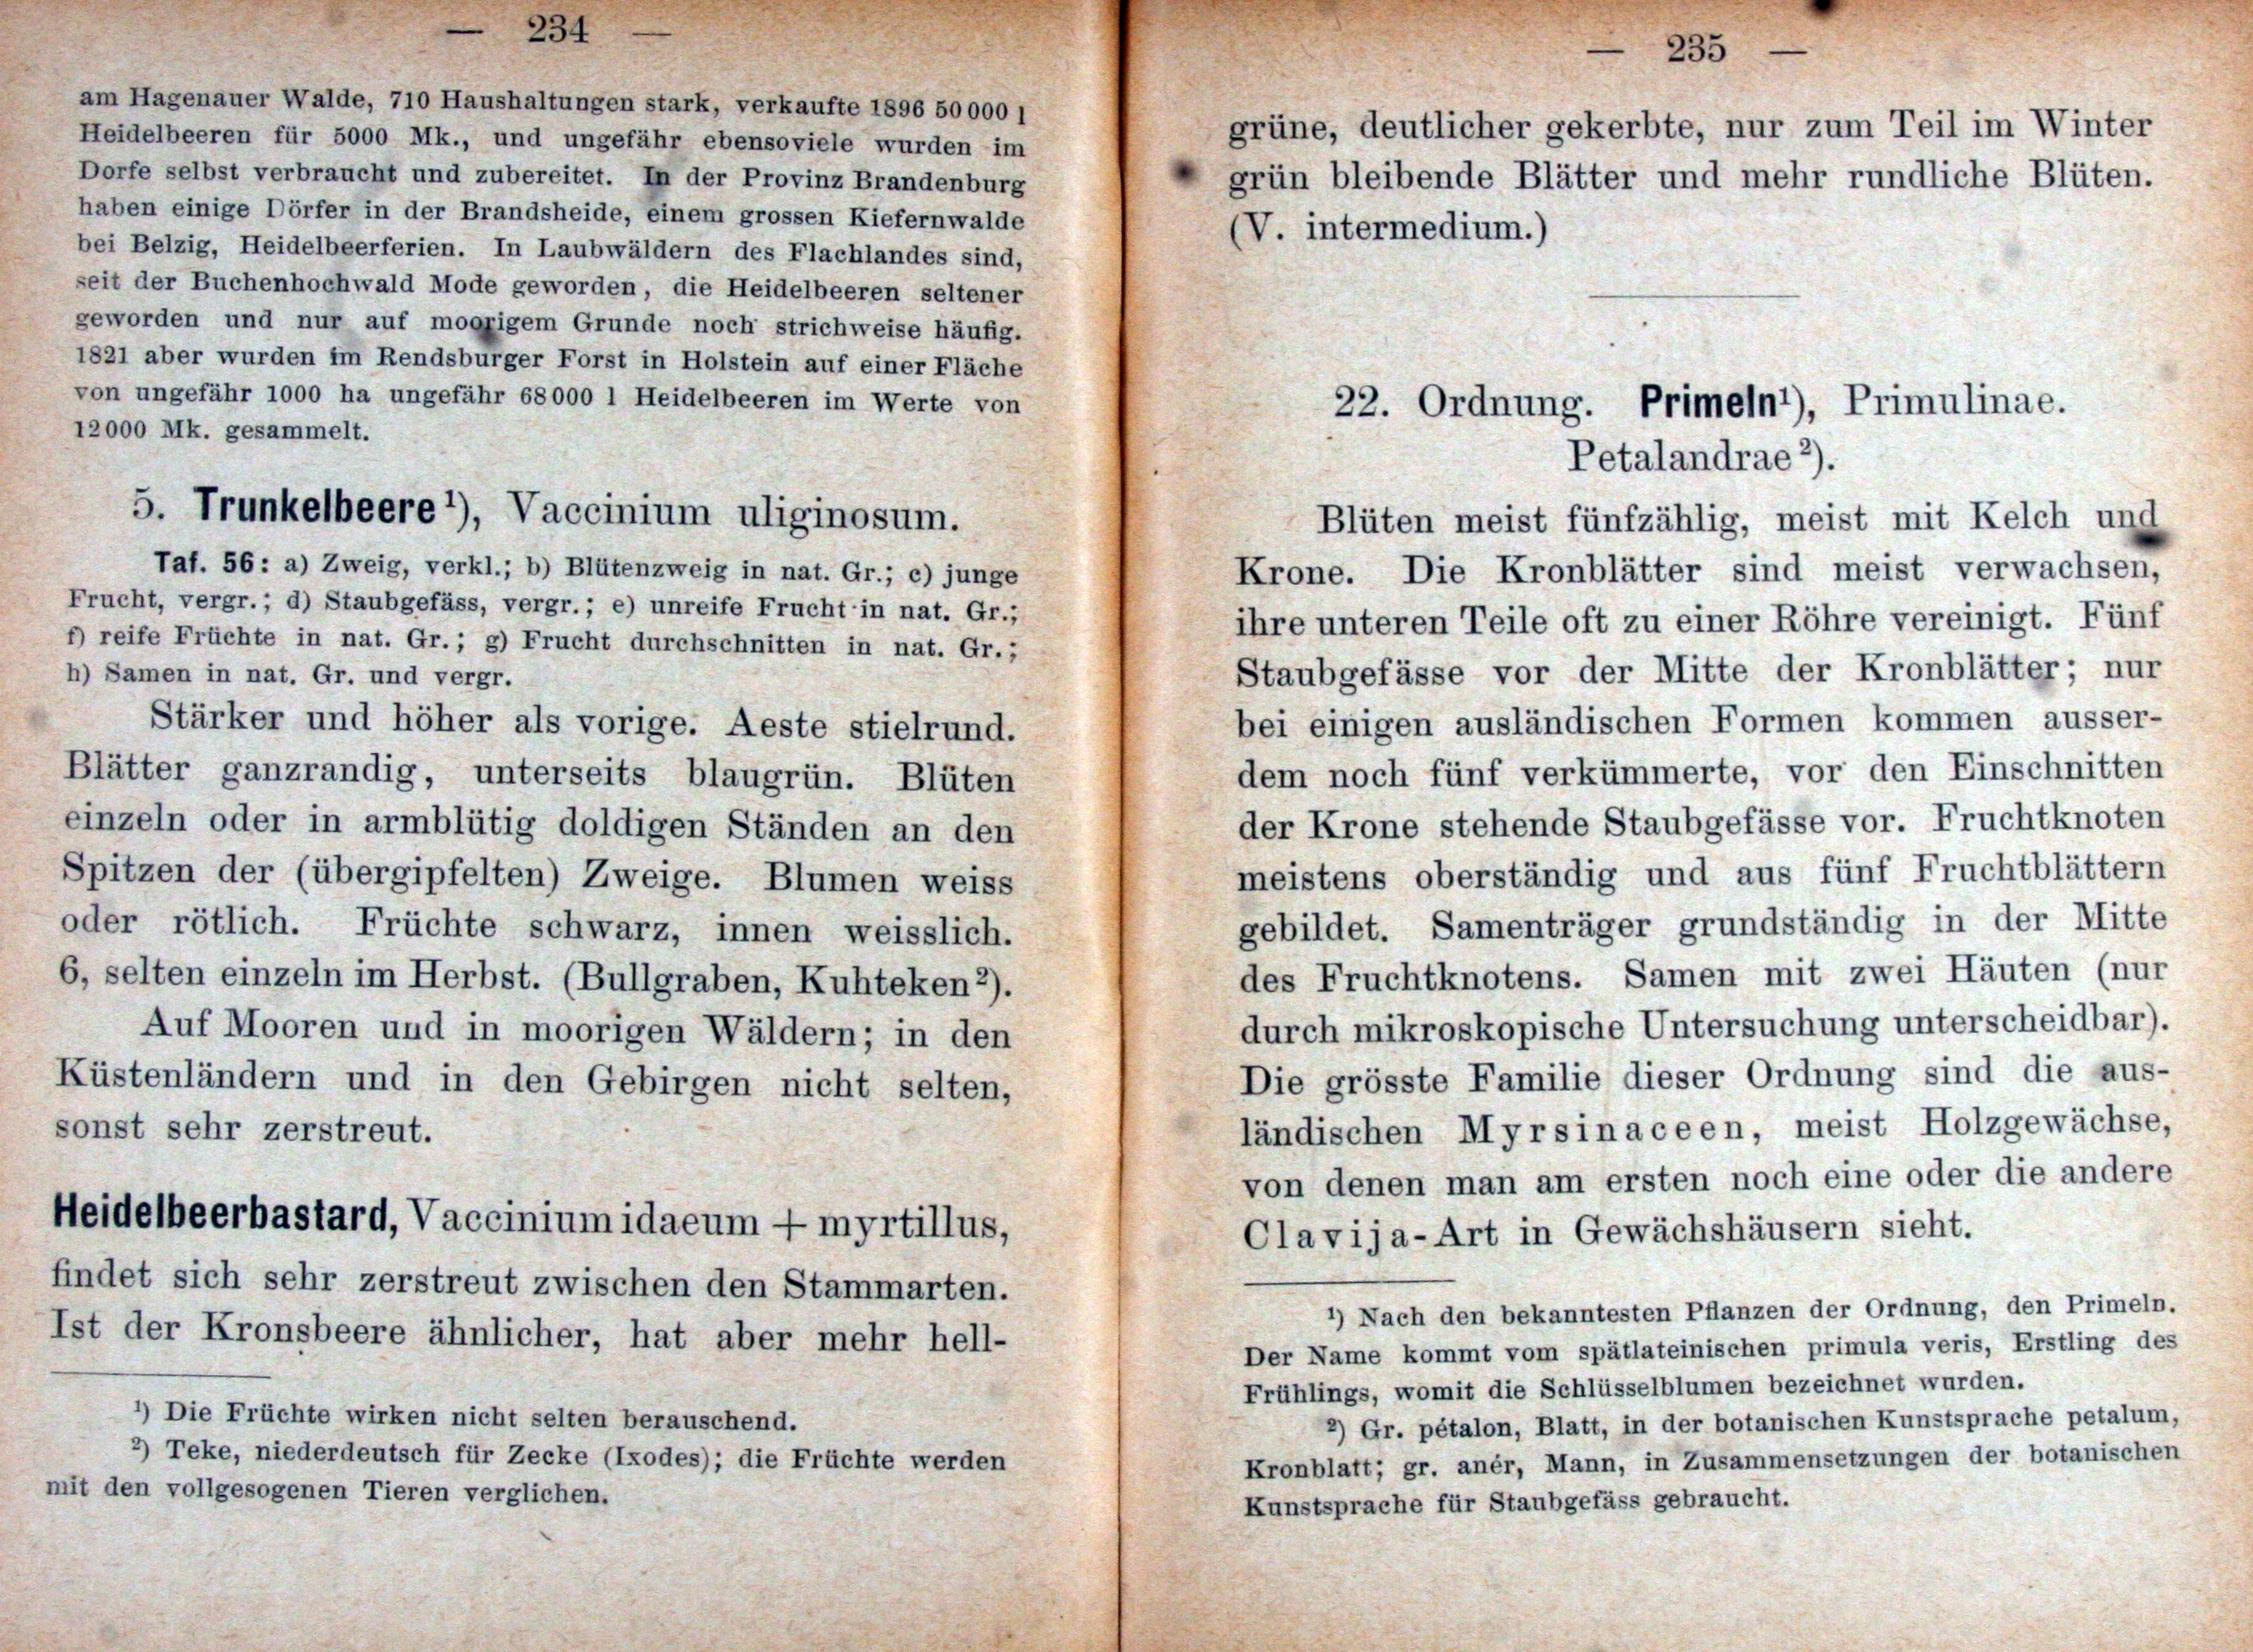 — 234 —
am Hagenauer Walde, 710 Haushaltungen stark, verkaufte 1896 50000 l
Heidelbeeren für 5000 Mk., und ungefähr ebensoviele wurden im
Dorfe selbst verbraucht und zubereitet. In der Provinz Brandenburg
haben einige Dörfer in der Brandsheide, einem grossen Kiefernwalde
bei Belzig, Heidelbeerferien. In Laubwäldern des Flachlandes sind,
seit der Buchenhochwald Mode geworden, die Heidelbeeren seltener
geworden und nur auf moorigem Grunde noch strichweise häufig.
1821 aber wurden im Rendsburger Forst in Holstein auf einer Fläche
von ungefähr 1000 ha ungefähr 68000 l Heidelbeeren im Werte von
12000 Mk. gesammelt.
5. Trunkelbeere¹), Vaccinium uliginosum.
Taf. 56: a) Zweig, verkl.; b) Blütenzweig in nat. Gr.; c) junge
Frucht, vergr.; d) Staubgefäss, vergr.; e) unreife Frucht in nat. Gr.;
f) reife Früchte in nat. Gr.; g) Frucht durchschnitten in nat. Gr.;
h) Samen in nat. Gr. und vergr.
Stärker und höher als vorige. Aeste stielrund.
Blätter ganzrandig, unterseits blaugrün. Blüten
einzeln oder in armblütig doldigen Ständen an den
Spitzen der (übergipfelten) Zweige. Blumen weiss
oder rötlich. Früchte schwarz, innen weisslich.
6, selten einzeln im Herbst. (Bullgraben, Kuhteken²).
Auf Mooren und in moorigen Wäldern; in den
Küstenländern und in den Gebirgen nicht selten,
sonst sehr zerstreut.
Heidelbeerbastard, Vaccinium idaeum + myrtillus,
findet sich sehr zerstreut zwischen den Stammarten.
Ist der Kronsbeere ähnlicher, hat aber mehr hell-
¹) Die Früchte wirken nicht selten berauschend.
²) Teke, niederdeutsch für Zecke (Ixodes); die Früchte werden
mit den vollgesogenen Tieren verglichen.
— 235 —
grüne, deutlicher gekerbte, nur zum Teil im Winter
grün bleibende Blätter und mehr rundliche Blüten.
(V. intermedium.)
22. Ordnung. Primeln¹), Primulinae.
Petalandrae²).
Blüten meist fünfzählig, meist mit Kelch und
Krone. Die Kronblätter sind meist verwachsen,
ihre unteren Teile oft zu einer Röhre vereinigt. Fünf
Staubgefässe vor der Mitte der Kronblätter; nur
bei einigen ausländischen Formen kommen ausser-
dem noch fünf verkümmerte, vor den Einschnitten
der Krone stehende Staubgefässe vor. Fruchtknoten
meistens oberständig und aus fünf Fruchtblättern
gebildet. Samenträger grundständig in der Mitte
des Fruchtknotens. Samen mit zwei Häuten (nur
durch mikroskopische Untersuchung unterscheidbar).
Die grösste Familie dieser Ordnung sind die aus-
ländischen Myrsinaceen, meist Holzgewächse,
von denen man am ersten noch eine oder die andere
Clavija-Art in Gewächshäusern sieht.
¹) Nach den bekanntesten Pflanzen der Ordnung, den Primeln.
Der Name kommt vom spätlateinischen primula veris, Erstling des
Frühlings, womit die Schlüsselblumen bezeichnet wurden.
²) Gr. pétalon, Blatt, in der botanischen Kunstsprache petalum,
Kronblatt; gr. anér, Mann, in Zusammensetzungen der botanischen
Kunstsprache für Staubgefäss gebraucht.